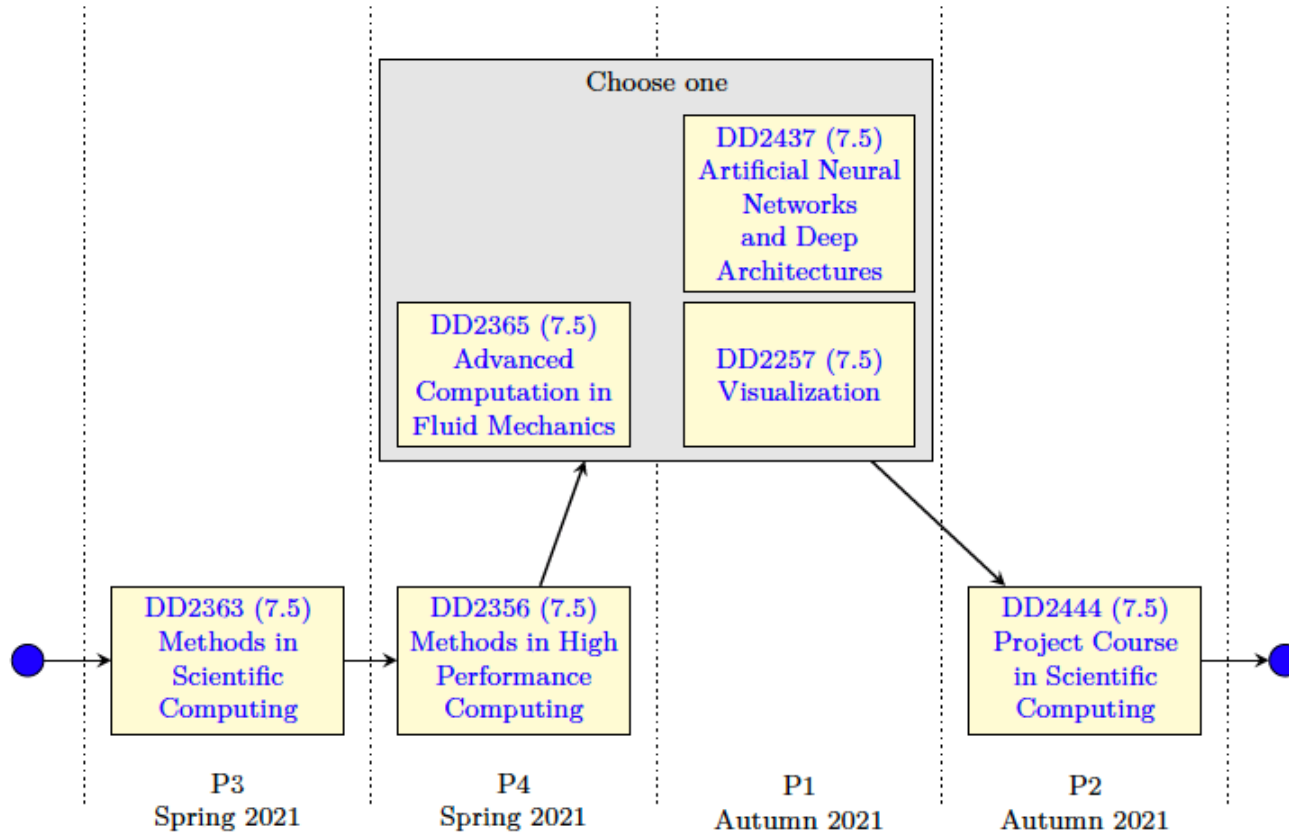 Choose one
DD2437 (7.5)
Artificial Neural
Networks
and Deep
Architectures
DD2365 (7.5)
Advanced
Computation in
Fluid Mechanics
DD2257 (7.5)
Visualization
DD2363 (7.5)
Methods in
Scientific
Computing
DD2356 (7.5)
Methods in High
Performance
Computing
DD2444 (7.5)
Project Course
in Scientific
Computing
P3
Spring 2021
P4
Spring 2021
P1
Autumn 2021
P2
Autumn 2021